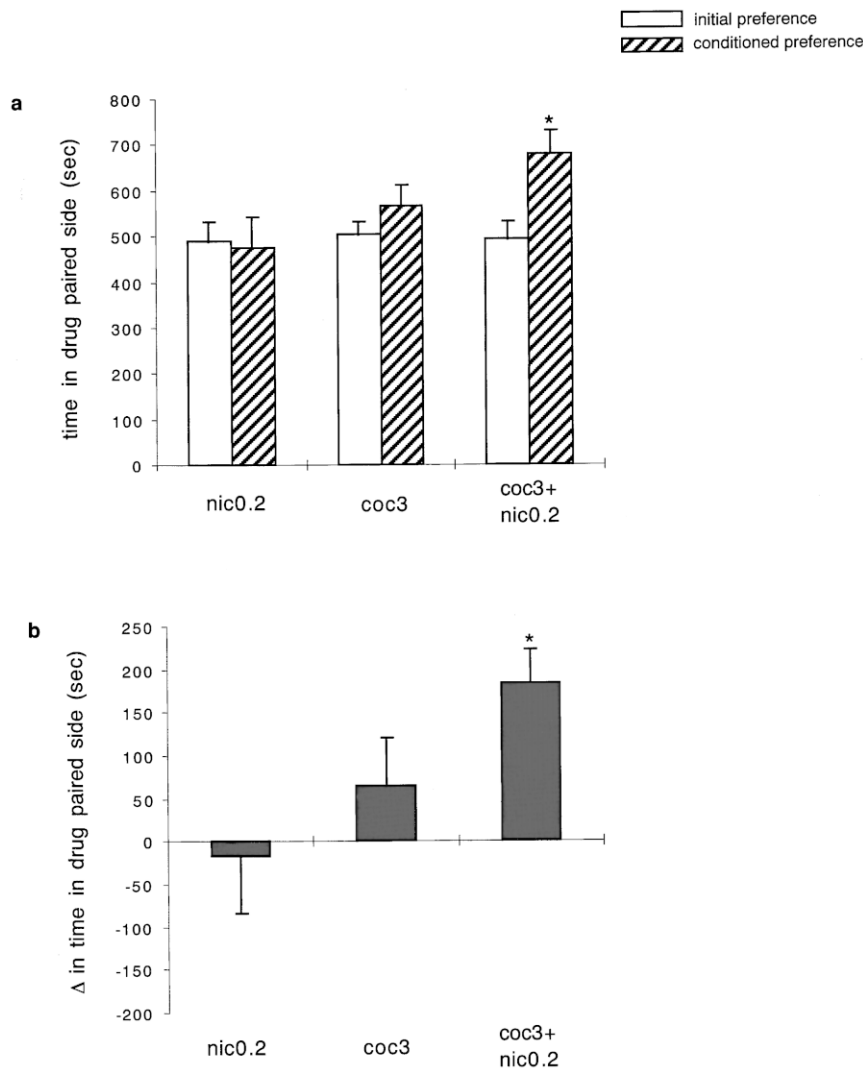 initial preference
conditioned preference
a
time in drug paired side (sec)
800
700
600
500
400
300
200
100
0
*
nic0.2
coc3
coc3+
nic0.2
b
Δ in time in drug paired side (sec)
250
200
150
100
50
0
-50
-100
-150
-200
*
nic0.2
coc3
coc3+
nic0.2